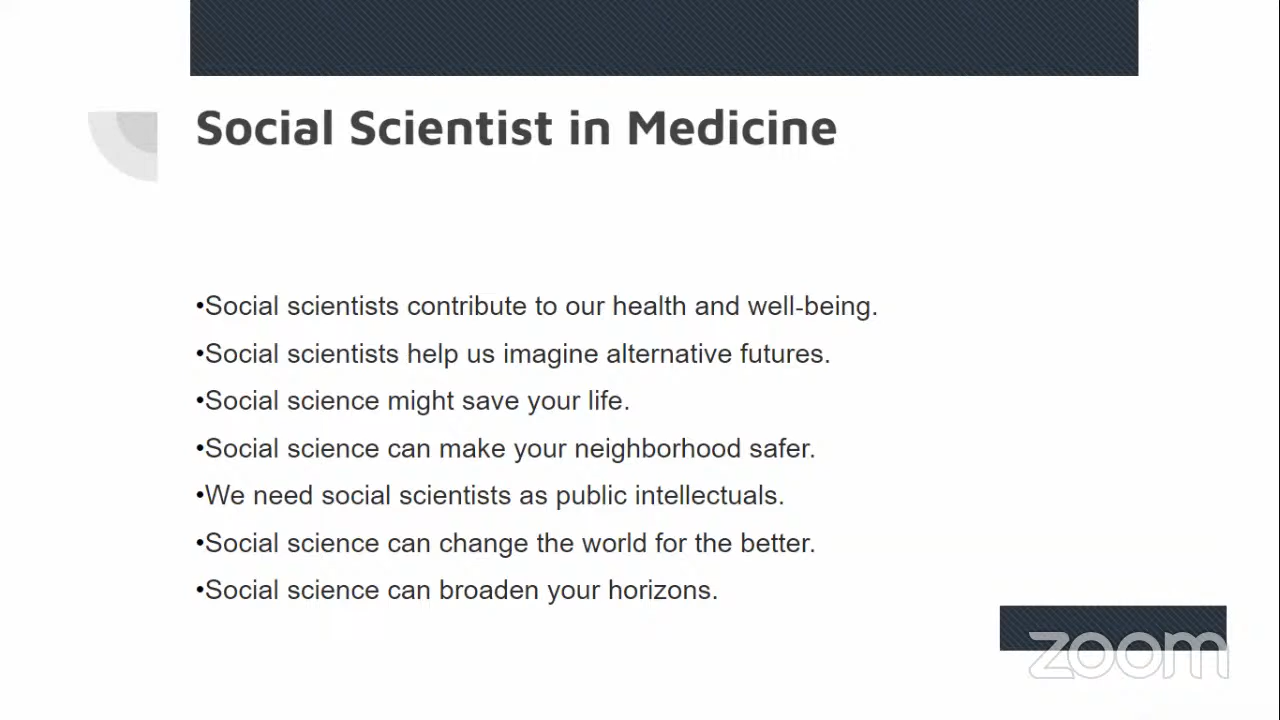 Social Scientist in Medicine
•Social scientists contribute to our health and well-being.
•Social scientists help us imagine alternative futures.
•Social science might save your life.
•Social science can make your neighborhood safer.
•We need social scientists as public intellectuals.
•Social science can change the world for the better.
•Social science can broaden your horizons.
zoom